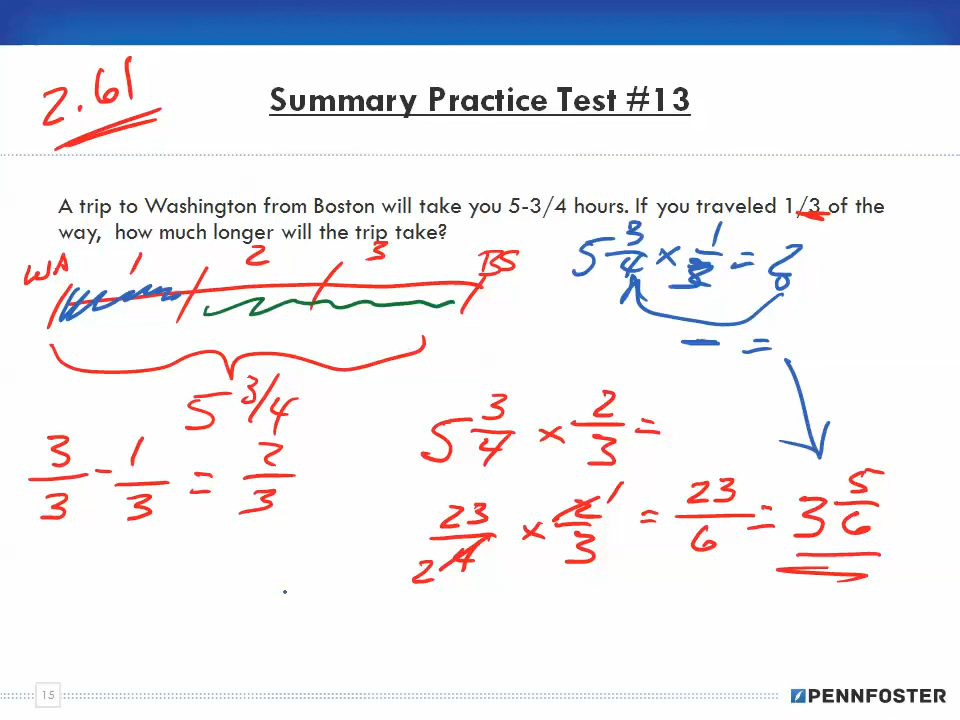 2.61
Summary Practice Test #13
A trip to Washington from Boston will take you 5-3/4 hours. If you traveled 1/3 of the
way, how much longer will the trip take?
WA 1 2 3 BS
5 3/4 × 1/3 =
— =
5 3/4
5 3/4 × 2/3 =
3/3 - 1/3 = 2/3
23/4 × 2/3 = 23/6 = 3 5/6
2 1
15
PENNFOSTER